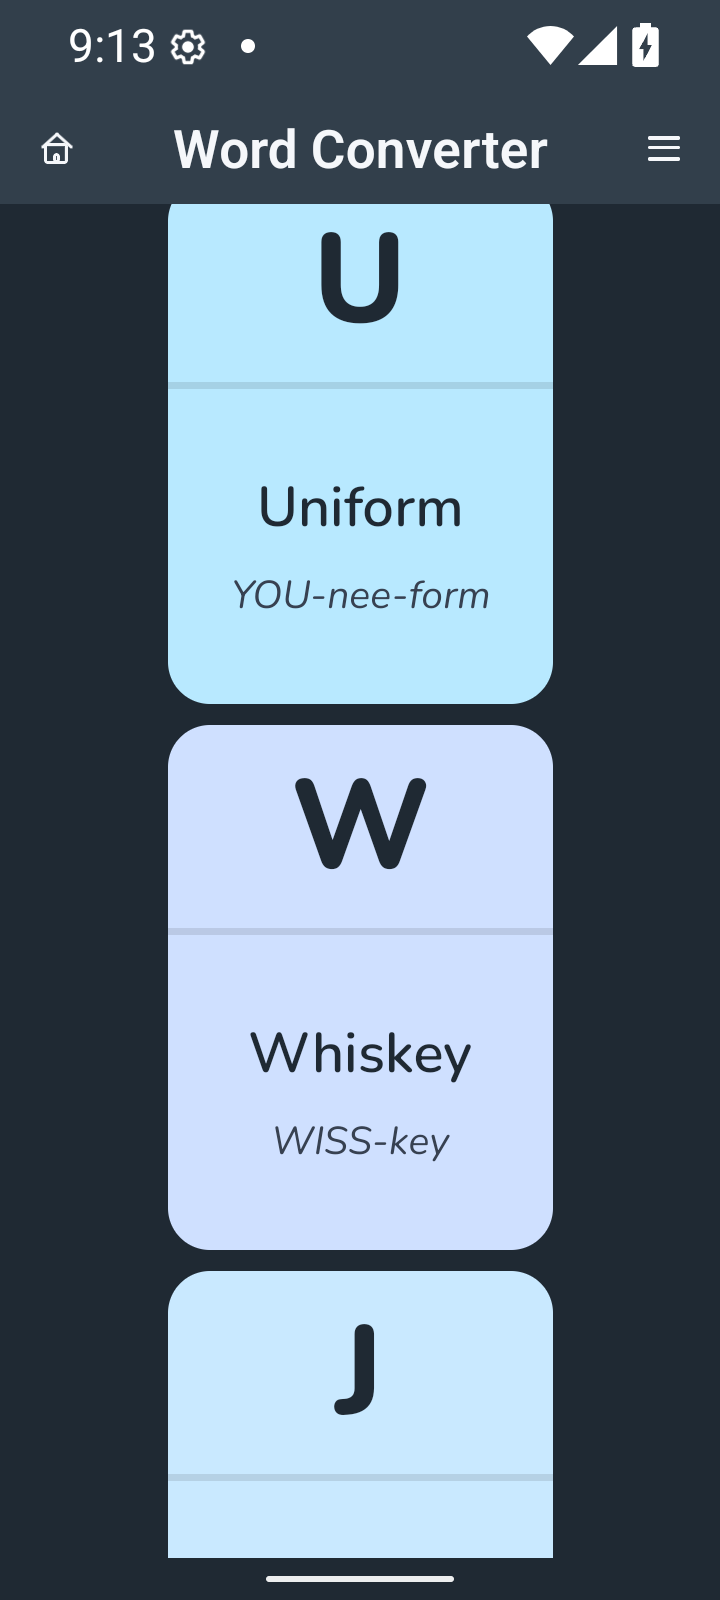 9:13
Word Converter
U
Uniform
YOU-nee-form
W
Whiskey
WISS-key
J